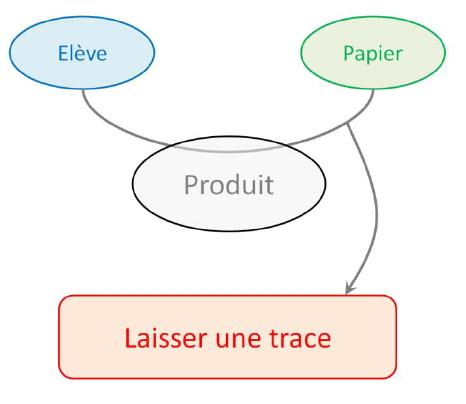 Elève
Papier
Produit
Laisser une trace